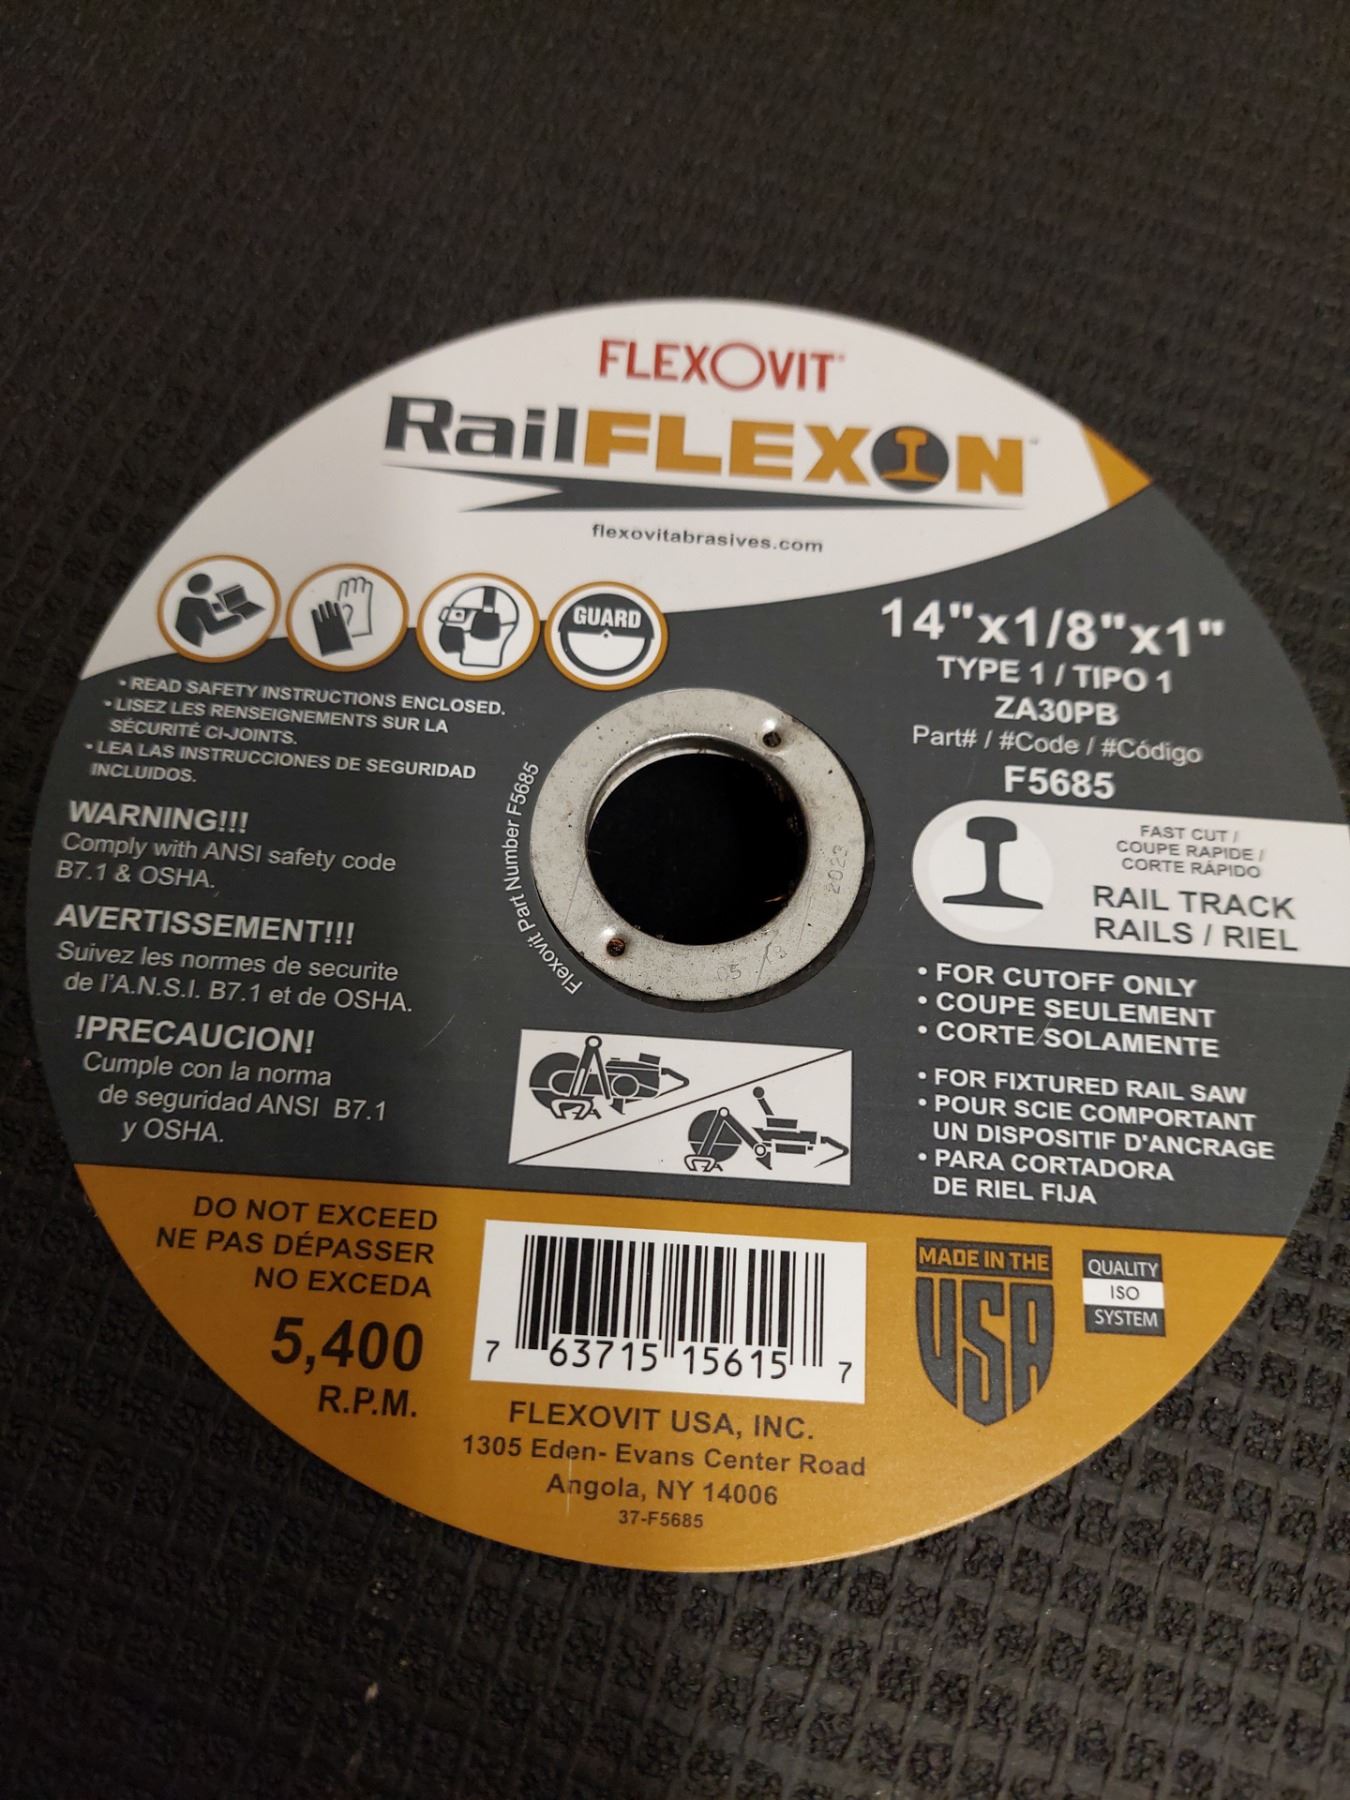 FLEXOVIT®
RailFLEXON™
flexovitabrasives.com
GUARD
• READ SAFETY INSTRUCTIONS ENCLOSED.
• LISEZ LES RENSEIGNEMENTS SUR LA
SÉCURITÉ CI-JOINTS.
• LEA LAS INSTRUCCIONES DE SEGURIDAD
INCLUIDOS.
WARNING!!!
Comply with ANSI safety code
B7.1 & OSHA.
AVERTISSEMENT!!!
Suivez les normes de securite
de l'A.N.S.I. B7.1 et de OSHA.
!PRECAUCION!
Cumple con la norma
de seguridad ANSI B7.1
y OSHA.
Flexovit Part Number F5685
2023
05
14"x1/8"x1"
TYPE 1 / TIPO 1
ZA30PB
Part# / #Code / #Código
F5685
FAST CUT /
COUPE RAPIDE /
CORTE RÁPIDO
RAIL TRACK
RAILS / RIEL
• FOR CUTOFF ONLY
• COUPE SEULEMENT
• CORTE SOLAMENTE
• FOR FIXTURED RAIL SAW
• POUR SCIE COMPORTANT
UN DISPOSITIF D'ANCRAGE
• PARA CORTADORA
DE RIEL FIJA
DO NOT EXCEED
NE PAS DÉPASSER
NO EXCEDA
5,400
R.P.M.
7 63715 15615 7
FLEXOVIT USA, INC.
1305 Eden- Evans Center Road
Angola, NY 14006
37-F5685
MADE IN THE
USA
QUALITY
ISO
SYSTEM